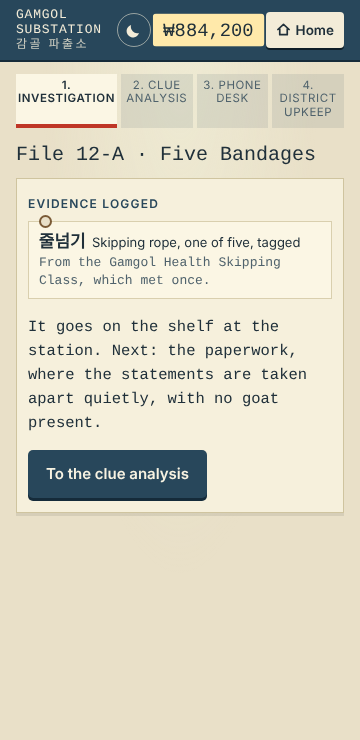 GAMGOL
SUBSTATION
감골 파출소
₩884,200
Home
1.
INVESTIGATION
2. CLUE
ANALYSIS
3. PHONE
DESK
4.
DISTRICT
UPKEEP
File 12-A · Five Bandages
EVIDENCE LOGGED
줄넘기 Skipping rope, one of five, tagged
From the Gamgol Health Skipping
Class, which met once.
It goes on the shelf at the
station. Next: the paperwork,
where the statements are taken
apart quietly, with no goat
present.
To the clue analysis